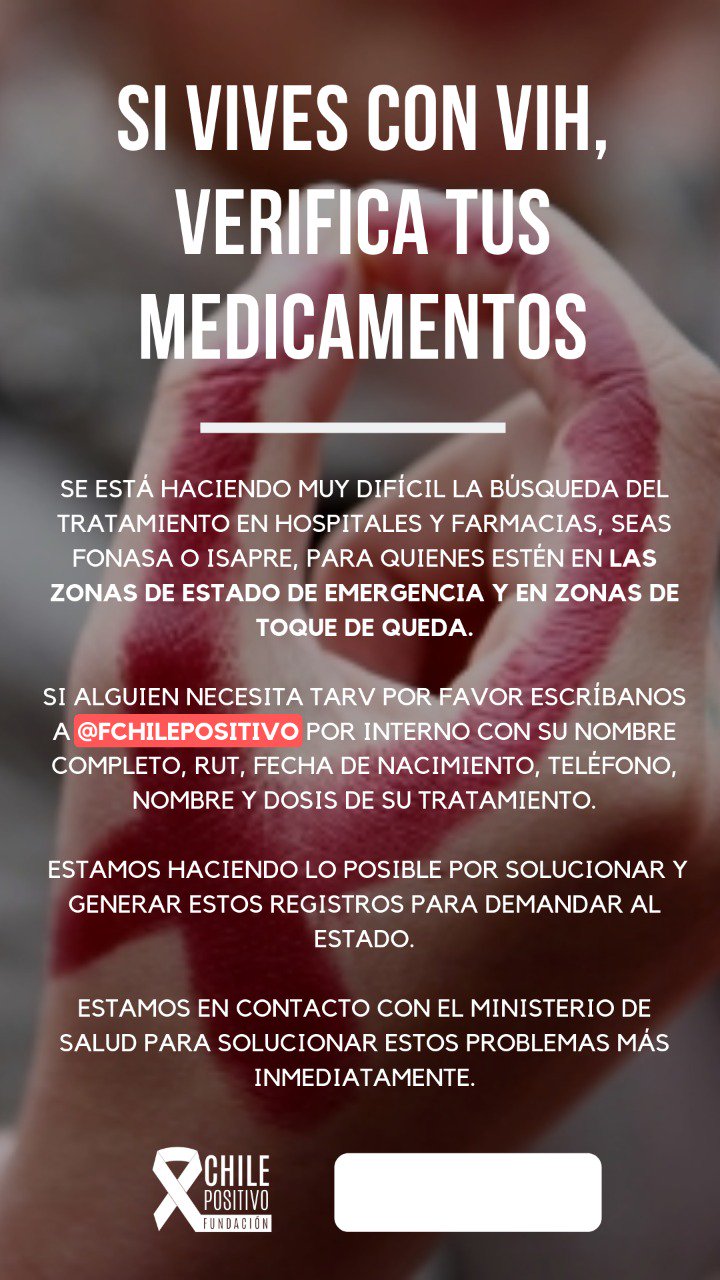 SI VIVES CON VIH,
VERIFICA TUS
MEDICAMENTOS
SE ESTÁ HACIENDO MUY DIFÍCIL LA BÚSQUEDA DEL
TRATAMIENTO EN HOSPITALES Y FARMACIAS, SEAS
FONASA O ISAPRE, PARA QUIENES ESTÉN EN LAS
ZONAS DE ESTADO DE EMERGENCIA Y EN ZONAS DE
TOQUE DE QUEDA.
SI ALGUIEN NECESITA TARV POR FAVOR ESCRÍBANOS
A @FCHILEPOSITIVO POR INTERNO CON SU NOMBRE
COMPLETO, RUT, FECHA DE NACIMIENTO, TELÉFONO,
NOMBRE Y DOSIS DE SU TRATAMIENTO.
ESTAMOS HACIENDO LO POSIBLE POR SOLUCIONAR Y
GENERAR ESTOS REGISTROS PARA DEMANDAR AL
ESTADO.
ESTAMOS EN CONTACTO CON EL MINISTERIO DE
SALUD PARA SOLUCIONAR ESTOS PROBLEMAS MÁS
INMEDIATAMENTE.
CHILE
POSITIVO
FUNDACIÓN